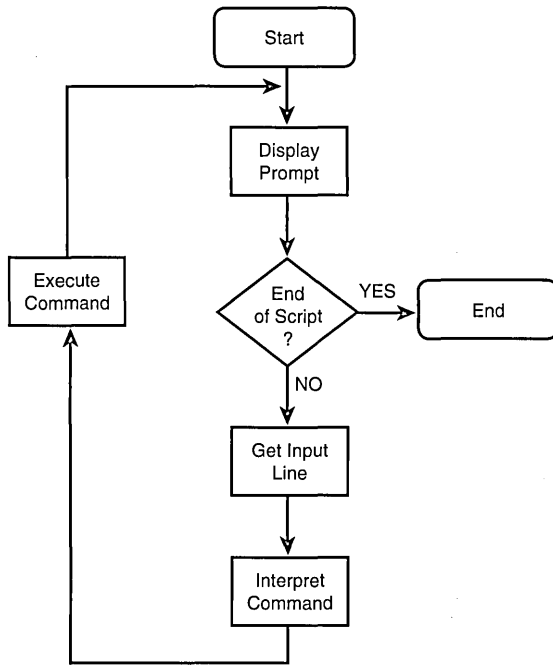 Start
Display
Prompt
End
of Script
?
YES
End
NO
Get Input
Line
Interpret
Command
Execute
Command